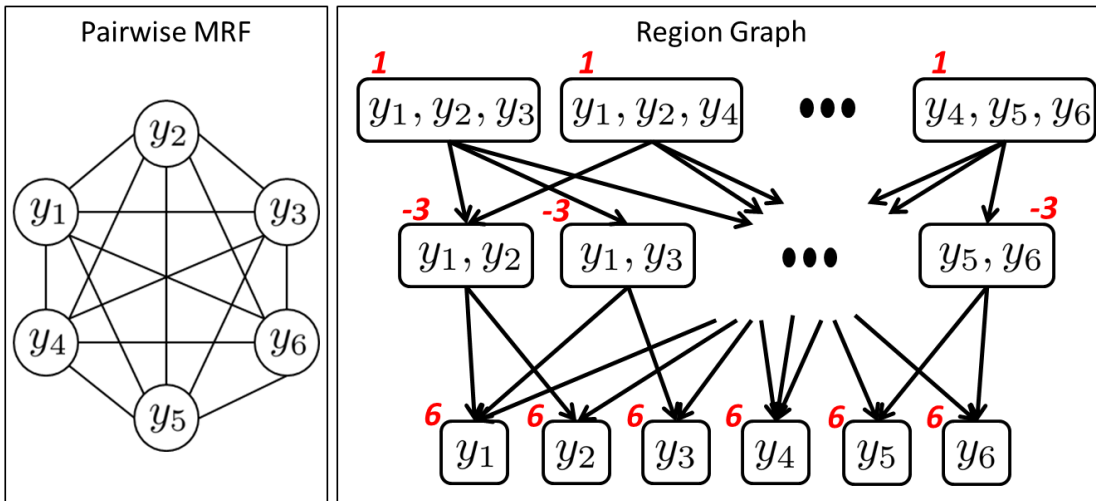 Pairwise MRF
y₂
y₁
y₃
y₄
y₆
y₅
Region Graph
1 1 1
y₁, y₂, y₃ y₁, y₂, y₄ ••• y₄, y₅, y₆
-3 -3 -3
y₁, y₂ y₁, y₃ ••• y₅, y₆
6 6 6 6 6 6
y₁ y₂ y₃ y₄ y₅ y₆